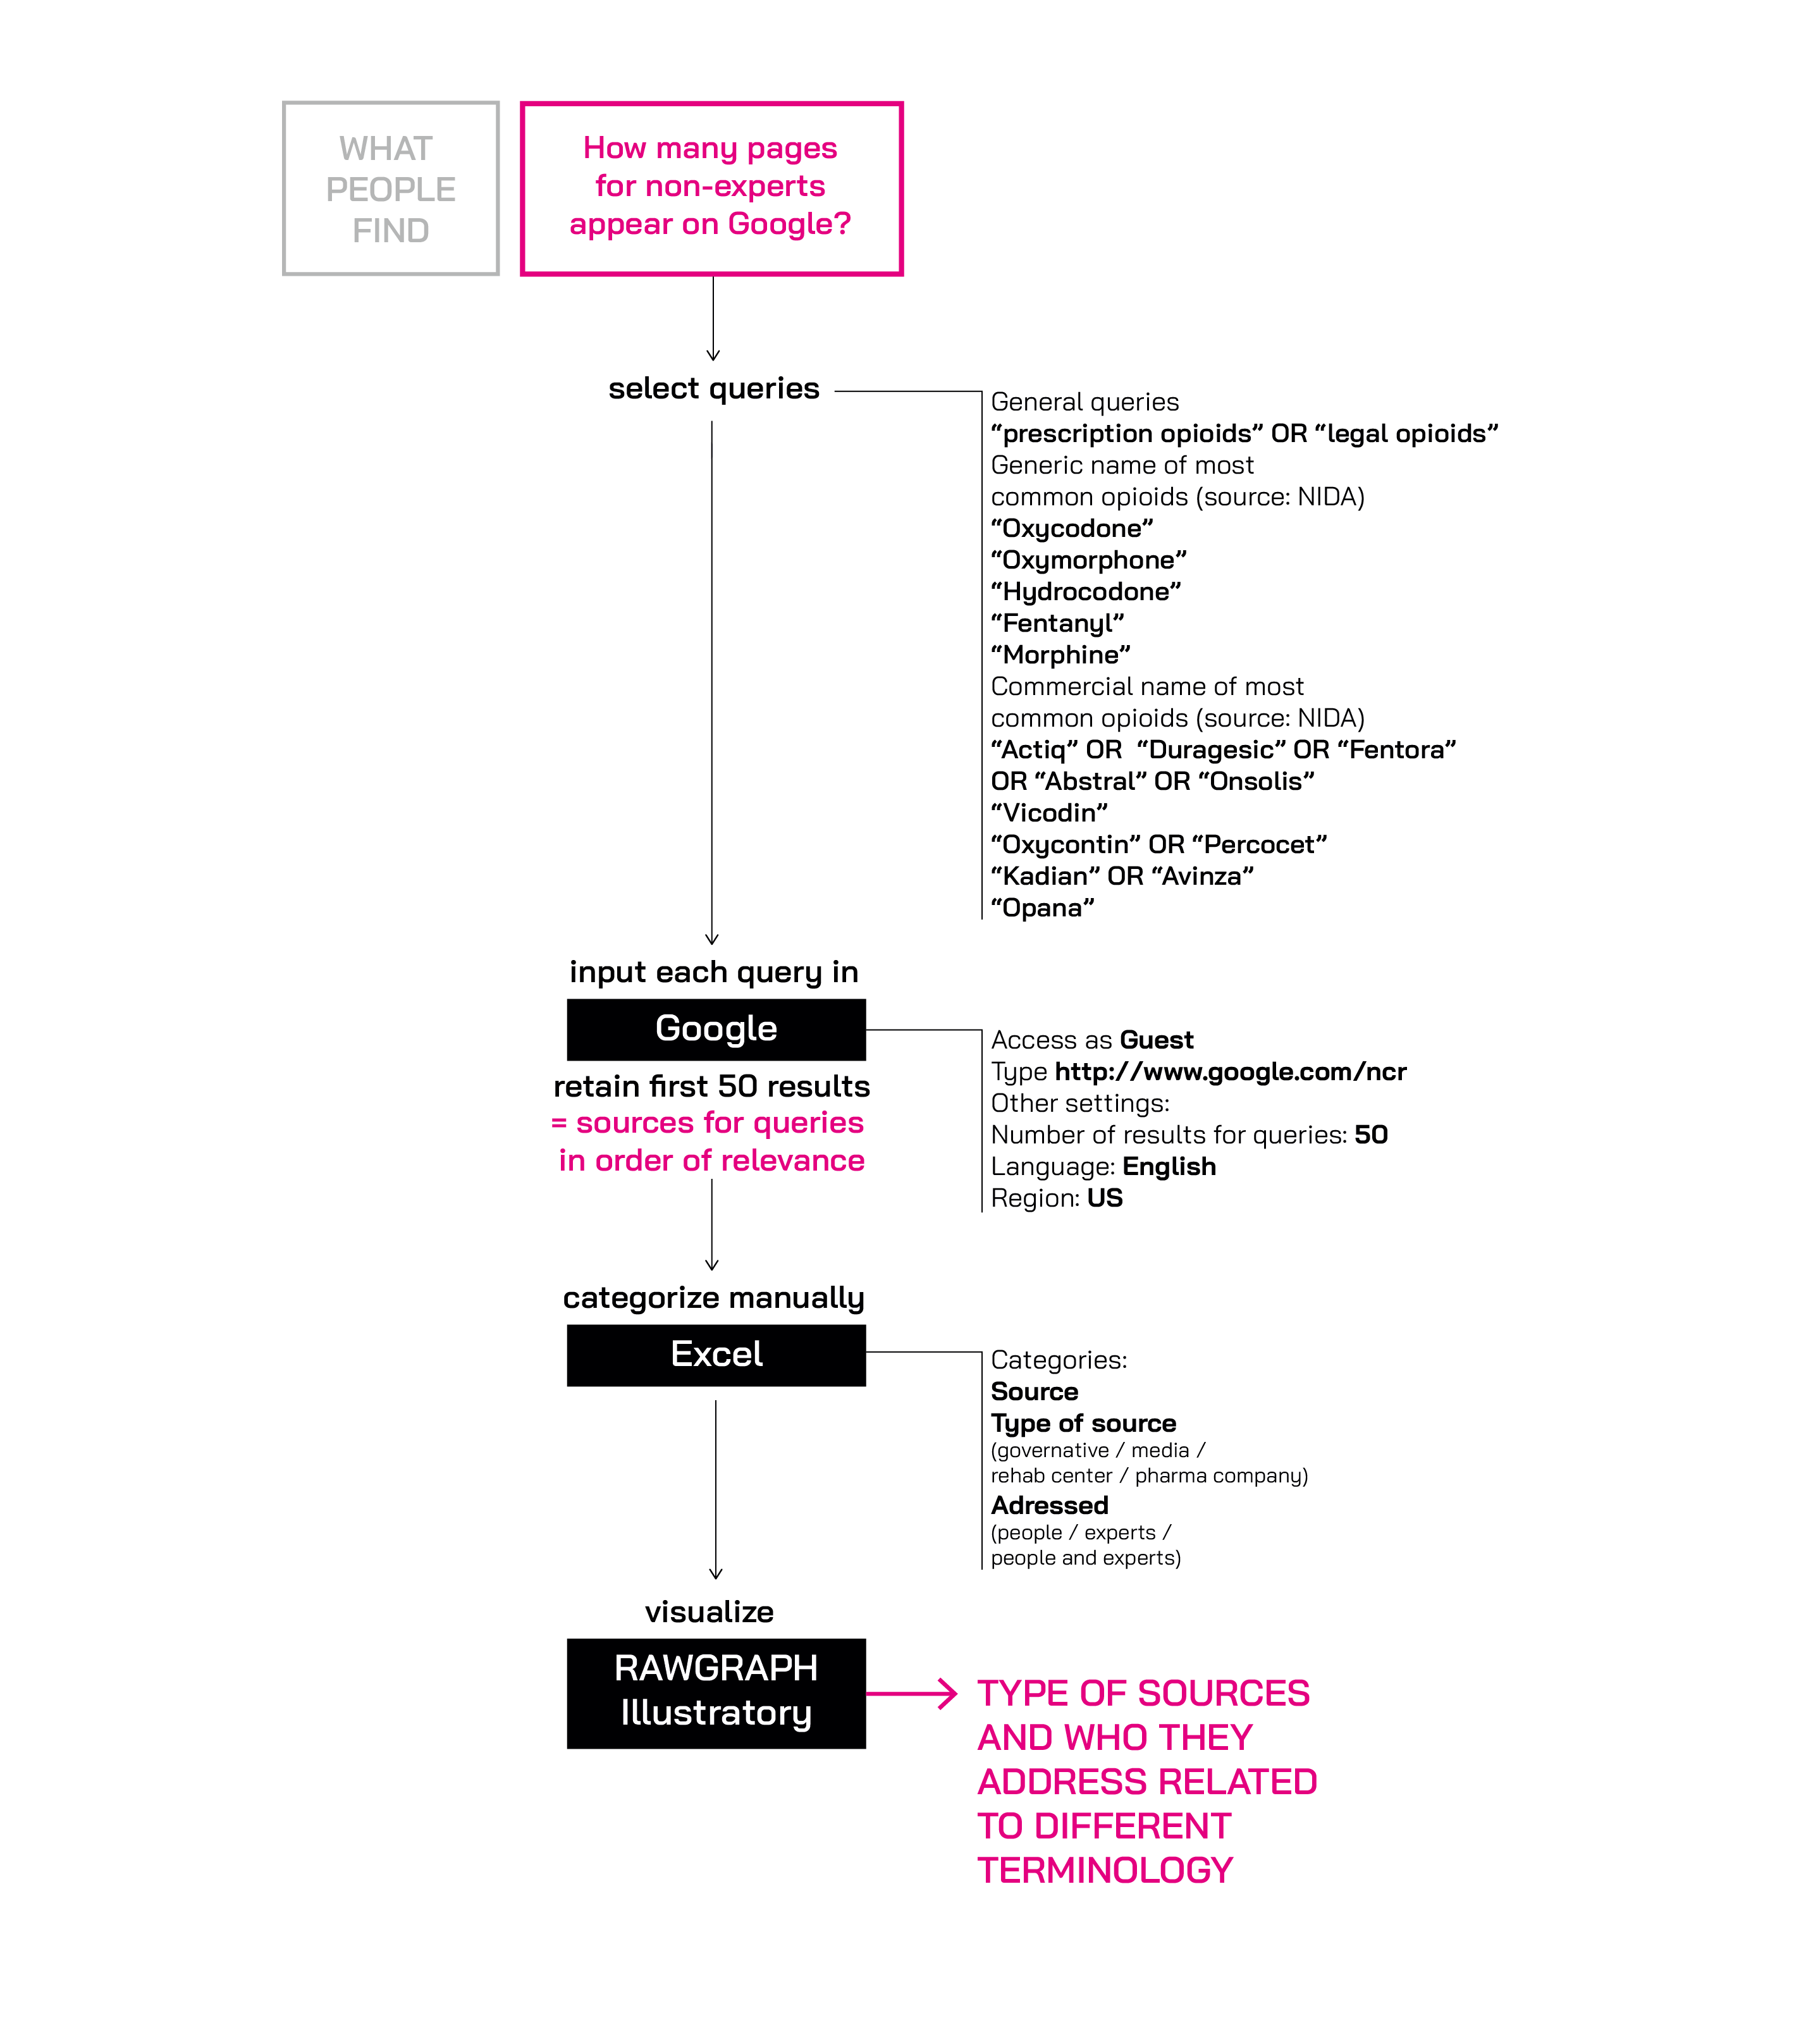 WHAT
PEOPLE
FIND
How many pages
for non-experts
appear on Google?
select queries
General queries
“prescription opioids” OR “legal opioids”
Generic name of most
common opioids (source: NIDA)
“Oxycodone”
“Oxymorphone”
“Hydrocodone”
“Fentanyl”
“Morphine”
Commercial name of most
common opioids (source: NIDA)
“Actiq” OR “Duragesic” OR “Fentora”
OR “Abstral” OR “Onsolis”
“Vicodin”
“Oxycontin” OR “Percocet”
“Kadian” OR “Avinza”
“Opana”
input each query in
Google
retain first 50 results
= sources for queries
in order of relevance
Access as Guest
Type http://www.google.com/ncr
Other settings:
Number of results for queries: 50
Language: English
Region: US
categorize manually
Excel
Categories:
Source
Type of source
(governative / media /
rehab center / pharma company)
Adressed
(people / experts /
people and experts)
visualize
RAWGRAPH
Illustratory
TYPE OF SOURCES
AND WHO THEY
ADDRESS RELATED
TO DIFFERENT
TERMINOLOGY